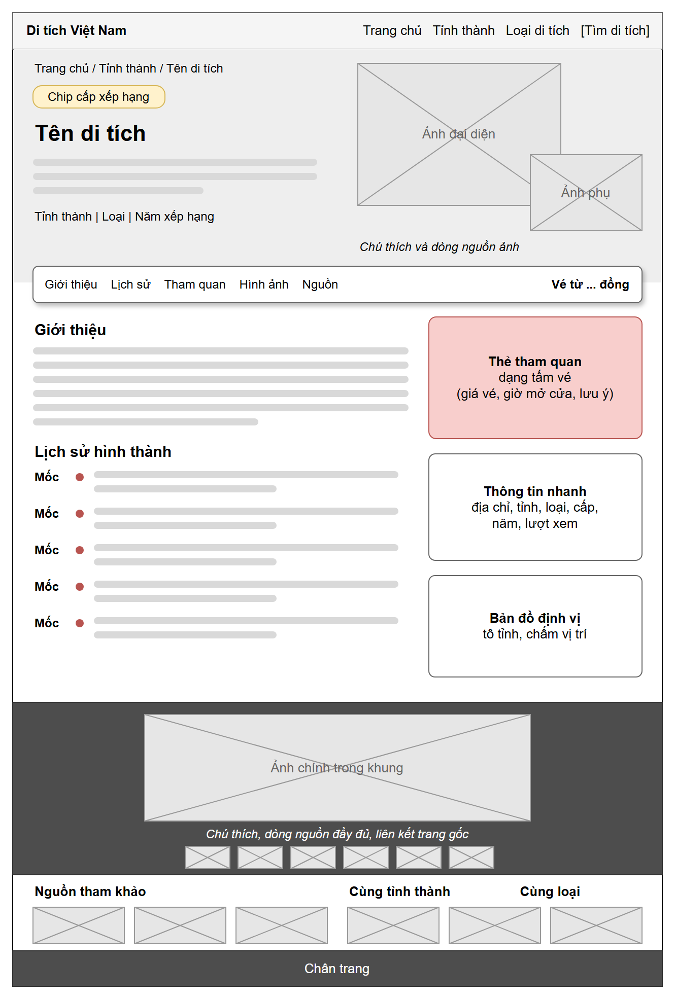 Di tích Việt Nam
Trang chủ Tỉnh thành Loại di tích [Tìm di tích]
Trang chủ / Tỉnh thành / Tên di tích
Chip cấp xếp hạng
Tên di tích
Tỉnh thành | Loại | Năm xếp hạng
Ảnh đại diện
Ảnh phụ
Chú thích và dòng nguồn ảnh
Giới thiệu Lịch sử Tham quan Hình ảnh Nguồn Vé từ ... đồng
Giới thiệu
Lịch sử hình thành
Mốc
Mốc
Mốc
Mốc
Mốc
Thẻ tham quan
dạng tấm vé
(giá vé, giờ mở cửa, lưu ý)
Thông tin nhanh
địa chỉ, tỉnh, loại, cấp,
năm, lượt xem
Bản đồ định vị
tô tỉnh, chấm vị trí
Ảnh chính trong khung
Chú thích, dòng nguồn đầy đủ, liên kết trang gốc
Nguồn tham khảo
Cùng tỉnh thành
Cùng loại
Chân trang